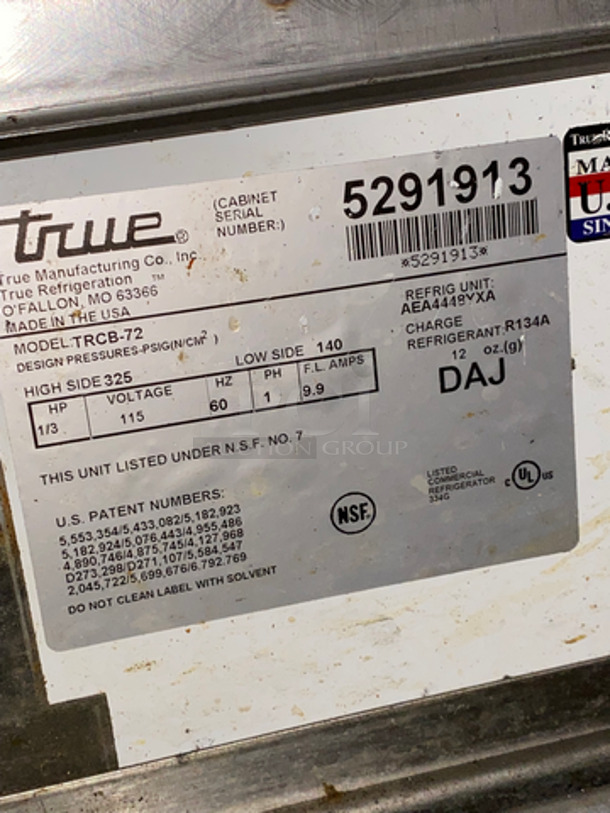 true®
True Manufacturing Co., Inc.
True Refrigeration ™
O'FALLON, MO 63366
MADE IN THE USA
(CABINET
SERIAL
NUMBER:)
5291913
*5291913*
MODEL:TRCB-72
DESIGN PRESSURES-PSIG(N/CM²)
HIGH SIDE 325 LOW SIDE 140
HP VOLTAGE HZ PH F.L. AMPS
1/3 115 60 1 9.9
REFRIG UNIT:
AEA4448YXA
CHARGE
REFRIGERANT:R134A
12 oz.(g)
DAJ
THIS UNIT LISTED UNDER N.S.F. NO. 7
U.S. PATENT NUMBERS:
5,553,354/5,433,082/5,182,923
5,182,924/5,076,443/4,955,486
4,890,746/4,875,745/4,127,968
D273,298/D271,107/5,584,547
2,045,722/5,699,676/6,792.769
DO NOT CLEAN LABEL WITH SOLVENT
NSF.
LISTED
COMMERCIAL
REFRIGERATOR
334G
C UL US
MA
U.
SIN
GROUP